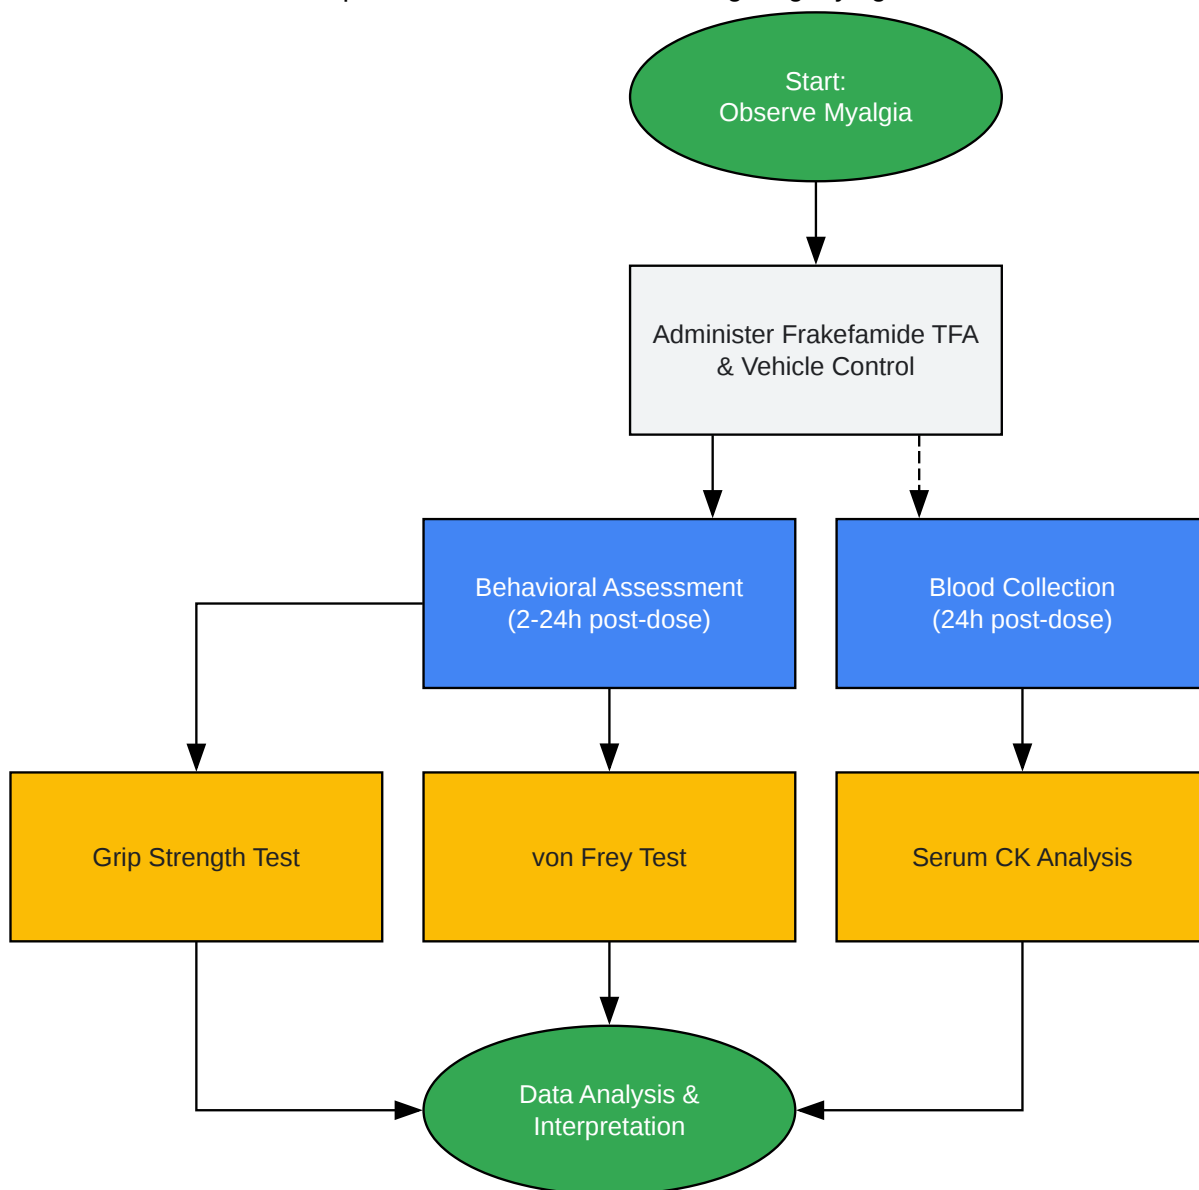 Start:
Observe Myalgia
Administer Frakefamide TFA
& Vehicle Control
Behavioral Assessment
(2-24h post-dose)
Blood Collection
(24h post-dose)
Grip Strength Test
von Frey Test
Serum CK Analysis
Data Analysis &
Interpretation